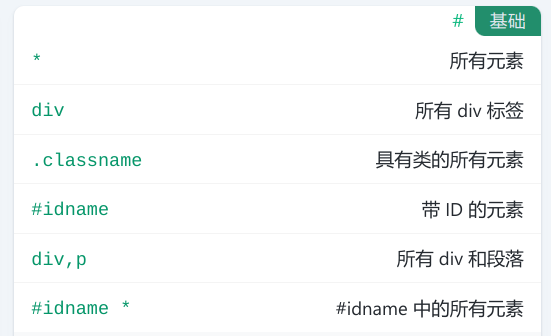 # 基础
* 所有元素
div 所有 div 标签
.classname 具有类的所有元素
#idname 带 ID 的元素
div,p 所有 div 和段落
#idname * #idname 中的所有元素